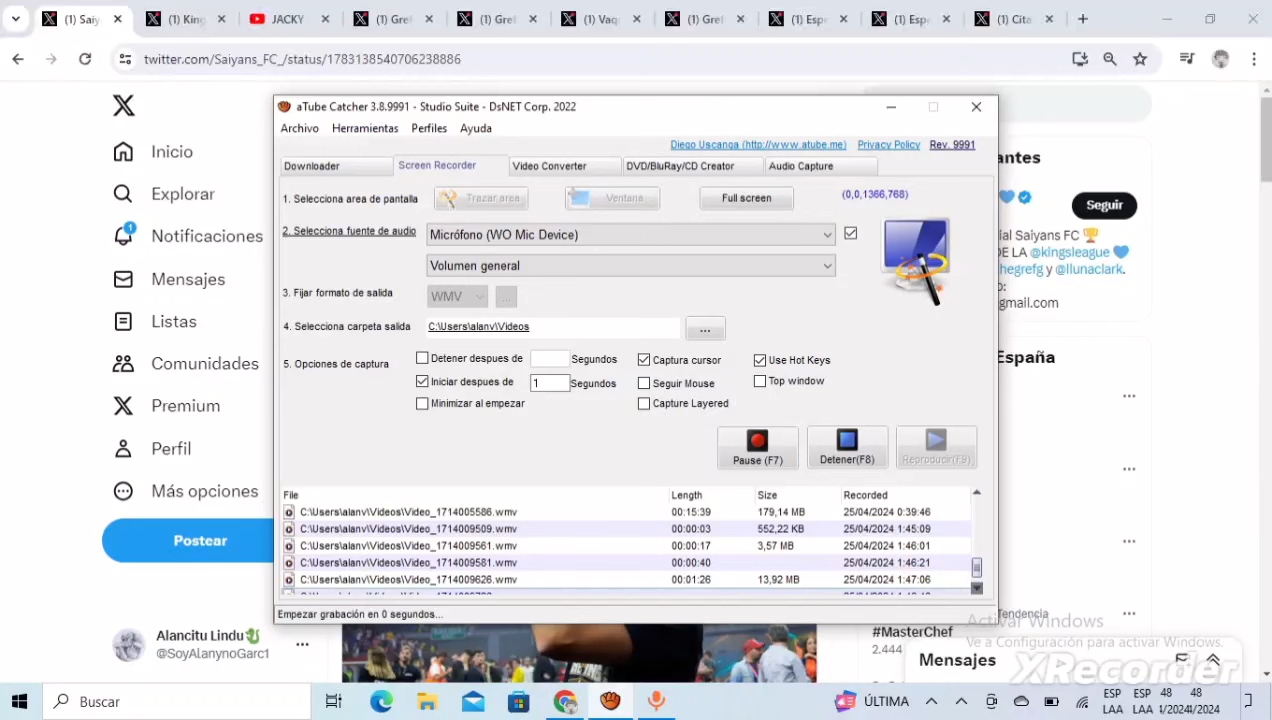 (1) Saiy
(1) King
JACKY
(1) Gref
(1) Gref
(1) Vaq
(1) Gref
(1) Espe
(1) Espe
(1) Cita
twitter.com/Saiyans_FC_/status/1783138540706238886
Inicio
Explorar
1
Notificaciones
Mensajes
Listas
Comunidades
Premium
Perfil
Más opciones
Postear
Alancitu Lindu
@SoyAlanynoGarc1
aTube Catcher 3.8.9991 - Studio Suite - DsNET Corp. 2022
Archivo Herramientas Perfiles Ayuda
Diego Uscanga (http://www.atube.me) Privacy Policy Rev. 9991
Downloader Screen Recorder Video Converter DVD/BluRay/CD Creator Audio Capture
1. Selecciona area de pantalla Trazar area Ventana Full screen (0,0,1366,768)
2. Selecciona fuente de audio Micrófono (WO Mic Device)
Volumen general
3. Fijar formato de salida WMV ...
4. Selecciona carpeta salida C:\Users\alanv\Videos ...
5. Opciones de captura
Detener despues de Segundos Captura cursor Use Hot Keys
Iniciar despues de 1 Segundos Seguir Mouse Top window
Minimizar al empezar Capture Layered
Pause (F7) Detener(F8) Reproducir(F9)
File Length Size Recorded
C:\Users\alanv\Videos\Video_1714005586.wmv 00:15:39 179,14 MB 25/04/2024 0:39:46
C:\Users\alanv\Videos\Video_1714009509.wmv 00:00:03 552,22 KB 25/04/2024 1:45:09
C:\Users\alanv\Videos\Video_1714009561.wmv 00:00:17 3,57 MB 25/04/2024 1:46:01
C:\Users\alanv\Videos\Video_1714009581.wmv 00:00:40 25/04/2024 1:46:21
C:\Users\alanv\Videos\Video_1714009626.wmv 00:01:26 13,92 MB 25/04/2024 1:47:06
Empezar grabación en 0 segundos...
antes
Seguir
ial Saiyans FC
DE LA @kingsleague
hegrefg y @llunaclark.
o:
gmail.com
España
Tendencia
#MasterChef
2.444
Activar Windows
Ve a Configuración para activar Windows.
Mensajes
XRecorder
Buscar
ÚLTIMA
ESP
LAA
ESP
LAA
48
48